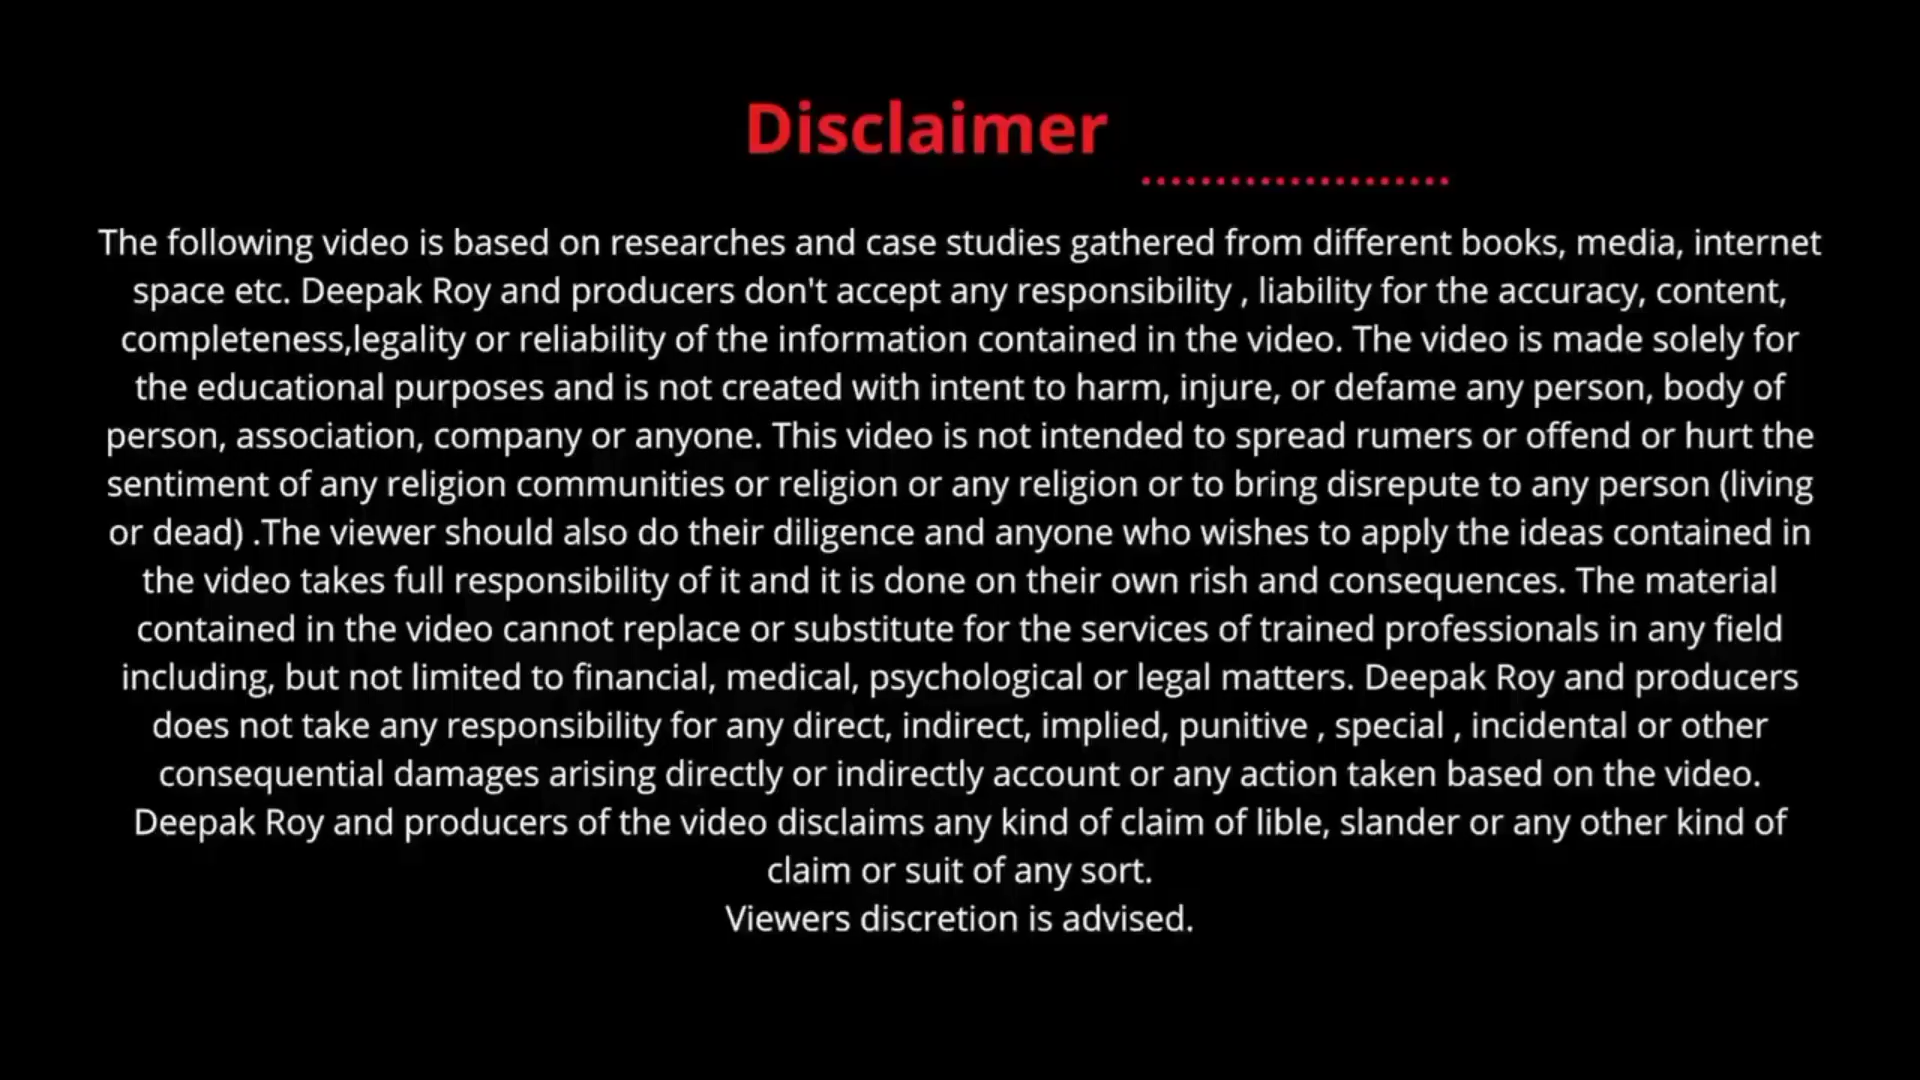 Disclaimer
The following video is based on researches and case studies gathered from different books, media, internet
space etc. Deepak Roy and producers don't accept any responsibility , liability for the accuracy, content,
completeness,legality or reliability of the information contained in the video. The video is made solely for
the educational purposes and is not created with intent to harm, injure, or defame any person, body of
person, association, company or anyone. This video is not intended to spread rumers or offend or hurt the
sentiment of any religion communities or religion or any religion or to bring disrepute to any person (living
or dead) .The viewer should also do their diligence and anyone who wishes to apply the ideas contained in
the video takes full responsibility of it and it is done on their own rish and consequences. The material
contained in the video cannot replace or substitute for the services of trained professionals in any field
including, but not limited to financial, medical, psychological or legal matters. Deepak Roy and producers
does not take any responsibility for any direct, indirect, implied, punitive , special , incidental or other
consequential damages arising directly or indirectly account or any action taken based on the video.
Deepak Roy and producers of the video disclaims any kind of claim of lible, slander or any other kind of
claim or suit of any sort.
Viewers discretion is advised.